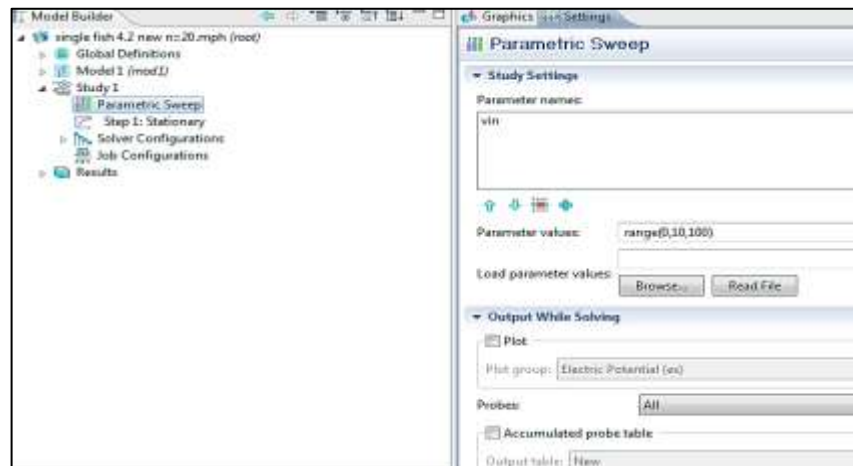 Model Builder
single fish 4.2 new n=20.mph (root)
Global Definitions
Model 1 (mod1)
Study 1
Parametric Sweep
Step 1: Stationary
Solver Configurations
Job Configurations
Results
Graphics
Settings
Parametric Sweep
Study Settings
Parameter names:
vin
Parameter values:
range(0,10,100)
Load parameter values:
Browse...
Read File
Output While Solving
Plot
Plot group:
Electric Potential (es)
Probes:
All
Accumulated probe table
Output table:
New